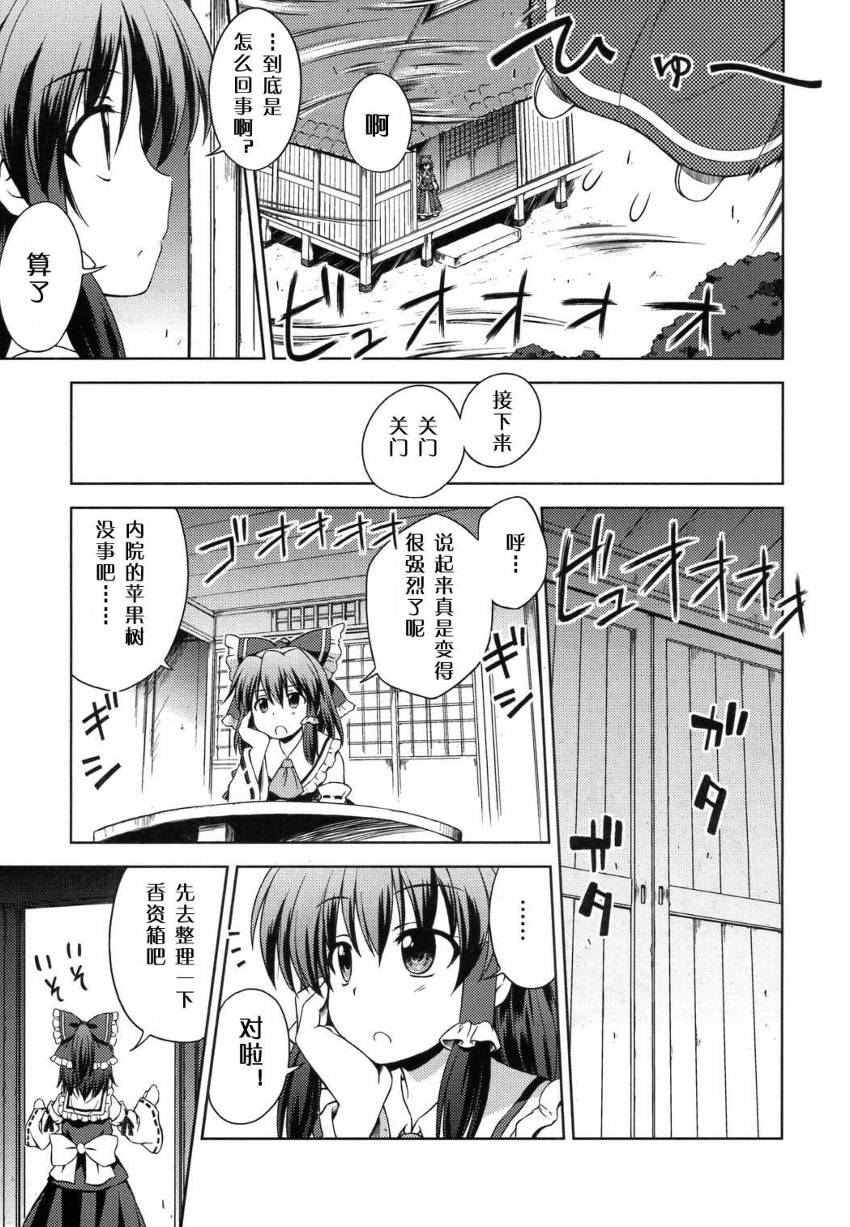 ひゅ〜
啊
ビュオオオオ
…到底是
怎么回事啊？
算了
接下来
关门
关门
ビュオオオオ
ガタ
ガタ
呼…
说起来真是变得
很强烈了呢
ゴオオオオ
ギシ
ギシ
内院的苹果树
没事吧……
……
对啦！
先去整理一下
香资箱吧
いそ
いそ